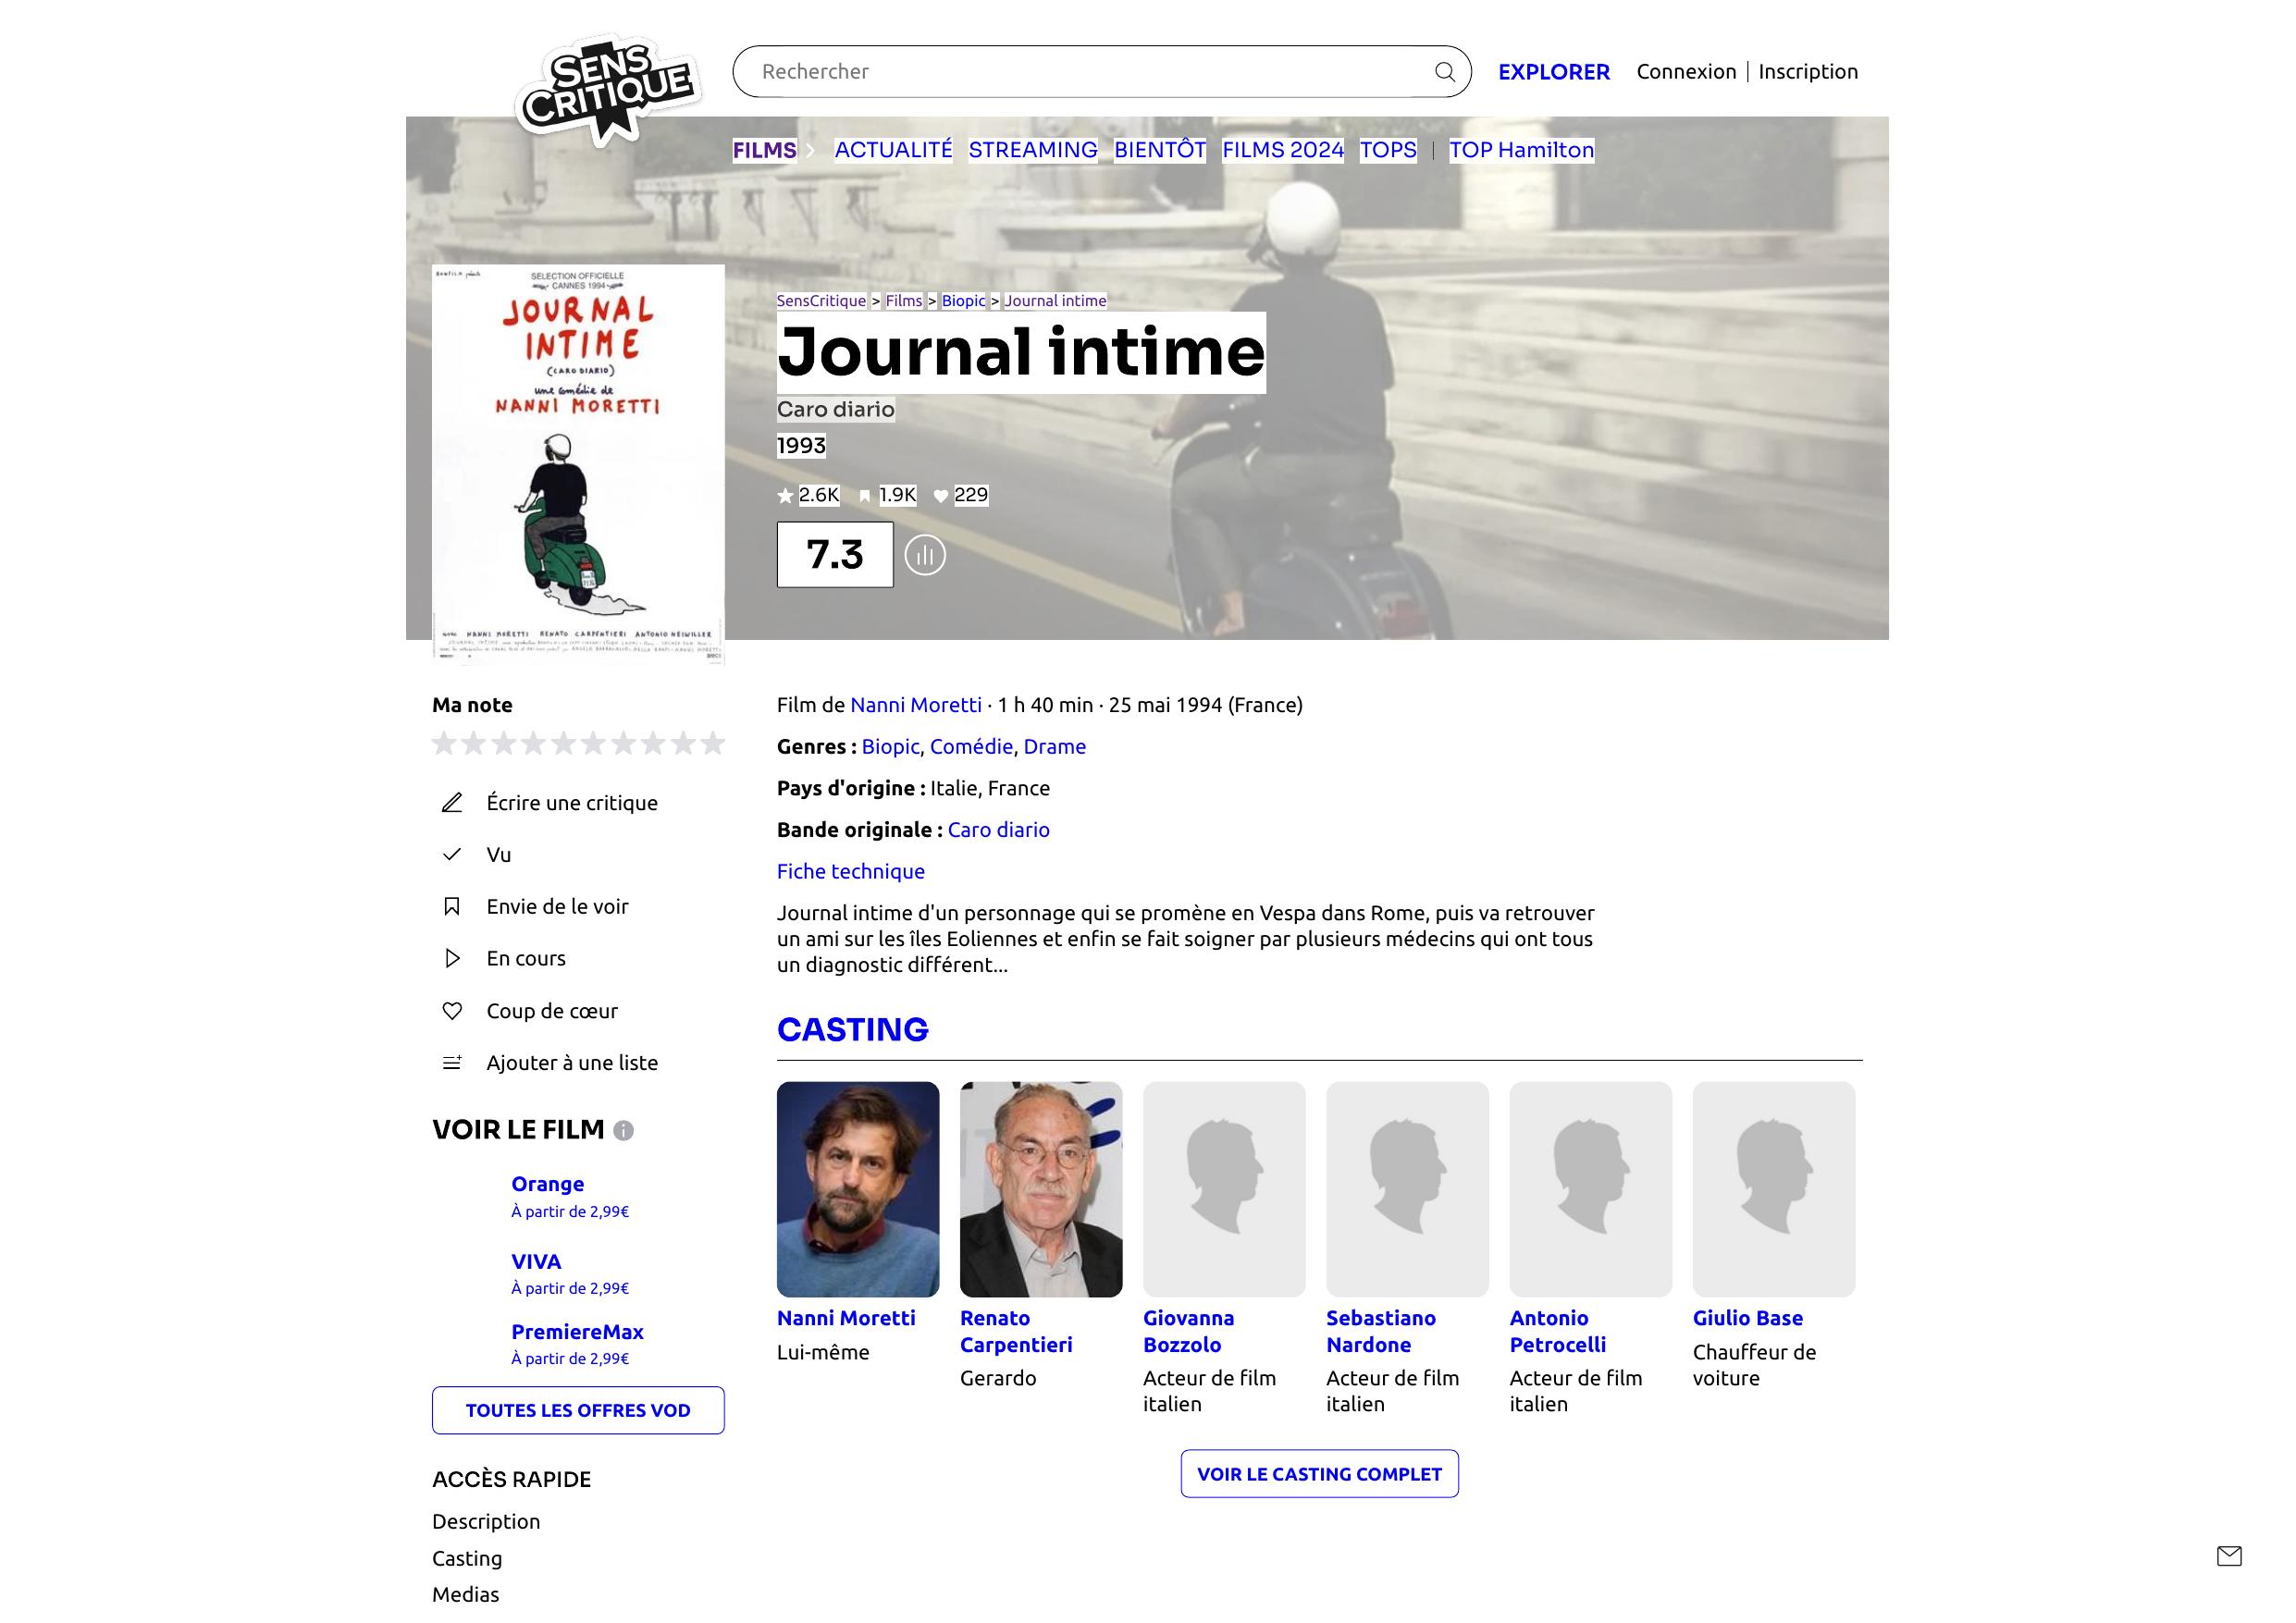 SENS
CRITIQUE
Rechercher
EXPLORER
Connexion
Inscription
FILMS
ACTUALITÉ
STREAMING
BIENTÔT
FILMS 2024
TOPS
TOP Hamilton
SELECTION OFFICIELLE
CANNES 1994
JOURNAL
INTIME
(CARO DIARIO)
une comédie de
NANNI MORETTI
NANNI MORETTI RENATO CARPENTIERI ANTONIO NEIWILLER
SensCritique > Films > Biopic > Journal intime
Journal intime
Caro diario
1993
2.6K 1.9K 229
7.3
Ma note
Écrire une critique
Vu
Envie de le voir
En cours
Coup de cœur
Ajouter à une liste
VOIR LE FILM
Orange
À partir de 2,99€
VIVA
À partir de 2,99€
PremiereMax
À partir de 2,99€
TOUTES LES OFFRES VOD
ACCÈS RAPIDE
Description
Casting
Medias
Film de Nanni Moretti · 1 h 40 min · 25 mai 1994 (France)
Genres : Biopic, Comédie, Drame
Pays d'origine : Italie, France
Bande originale : Caro diario
Fiche technique
Journal intime d'un personnage qui se promène en Vespa dans Rome, puis va retrouver
un ami sur les îles Eoliennes et enfin se fait soigner par plusieurs médecins qui ont tous
un diagnostic différent...
CASTING
Nanni Moretti
Lui-même
Renato
Carpentieri
Gerardo
Giovanna
Bozzolo
Acteur de film
italien
Sebastiano
Nardone
Acteur de film
italien
Antonio
Petrocelli
Acteur de film
italien
Giulio Base
Chauffeur de
voiture
VOIR LE CASTING COMPLET